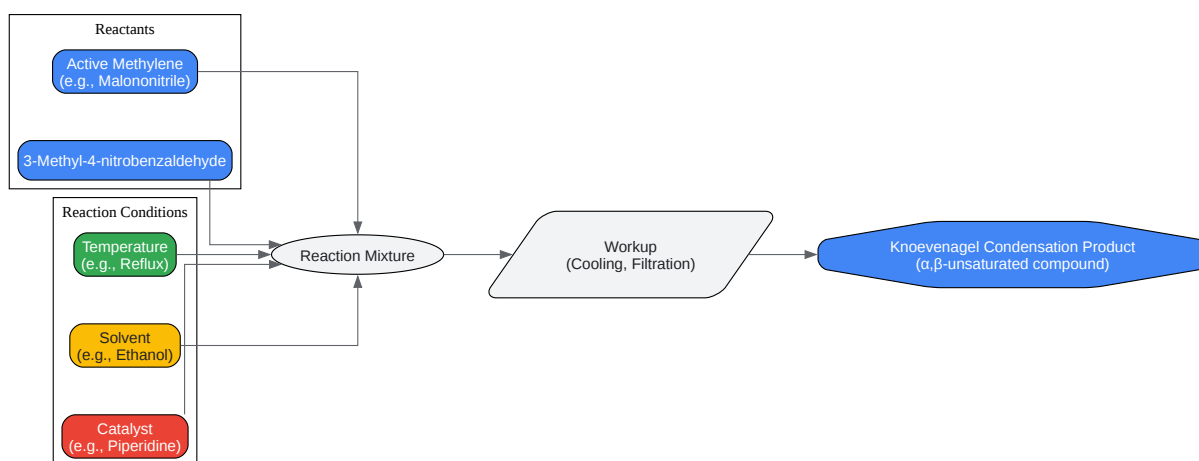 Reactants
Active Methylene
(e.g., Malononitrile)
3-Methyl-4-nitrobenzaldehyde
Reaction Conditions
Temperature
(e.g., Reflux)
Solvent
(e.g., Ethanol)
Catalyst
(e.g., Piperidine)
Reaction Mixture
Workup
(Cooling, Filtration)
Knoevenagel Condensation Product
(α,β-unsaturated compound)